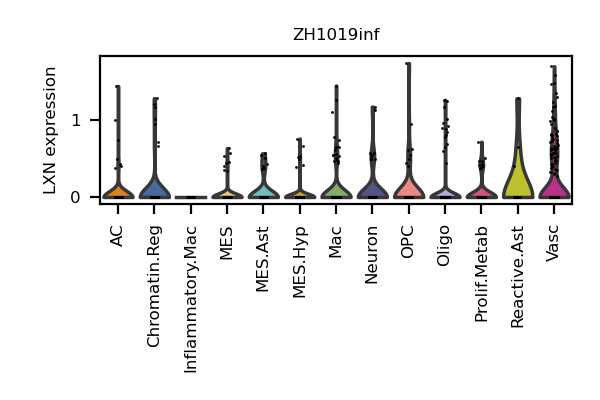 ZH1019inf
LXN expression
1
0
AC
Chromatin.Reg
Inflammatory.Mac
MES
MES.Ast
MES.Hyp
Mac
Neuron
OPC
Oligo
Prolif.Metab
Reactive.Ast
Vasc